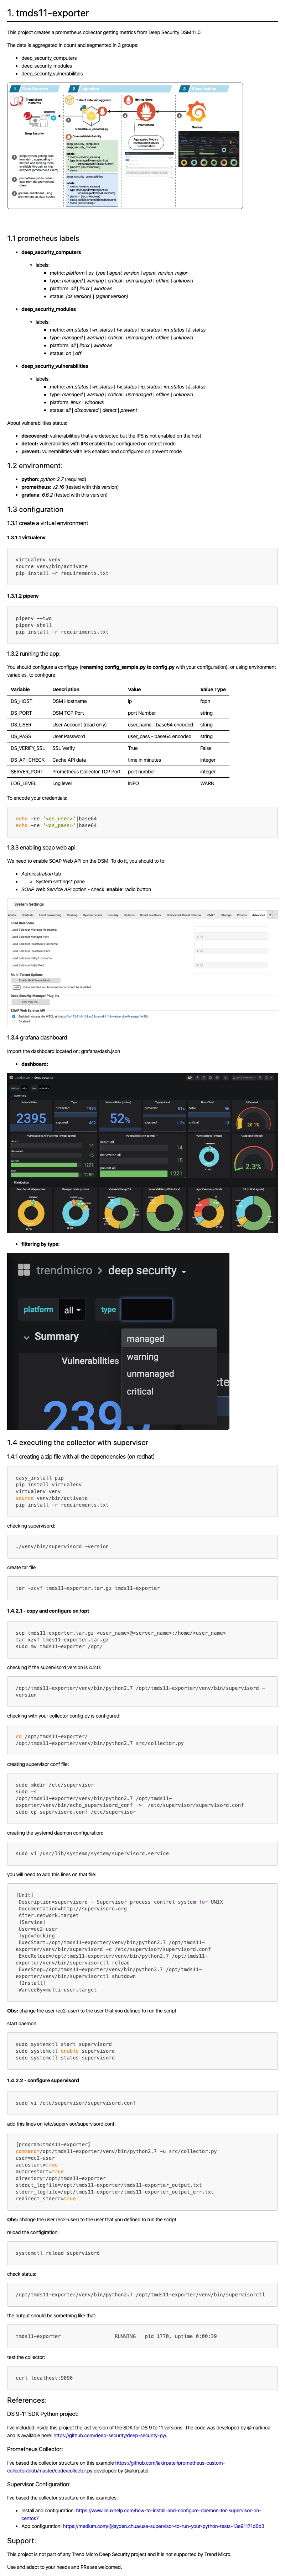 1. tmds11-exporter
This project creates a prometheus collector getting metrics from Deep Security DSM 11.0.
The data is aggregated in count and segmented in 3 groups:
deep_security_computers
deep_security_modules
deep_security_vulnerabilities
1 Data Sources
2 Ingestion
3 Visualization
Deep Security
Extract data and upgrade
prometheus_collector.py
Grafana
1.1 prometheus labels
deep_security_computers
labels:
metric: platform | os_type | agent_version | agent_version_major
type: managed | warning | critical | unmanaged | offline | unknown
platform: all | linux | windows
status: (os version) | (agent version)
deep_security_modules
labels:
metric: am_status | wr_status | fw_status | ip_status | im_status | li_status
type: managed | warning | critical | unmanaged | offline | unknown
platform: all | linux | windows
status: on | off
deep_security_vulnerabilities
labels:
metric: am_status | wr_status | fw_status | ip_status | im_status | li_status
type: managed | warning | critical | unmanaged | offline | unknown
platform: linux | windows
status: all | discovered | detect | prevent
About vulnerabilities status:
discovered: vulnerabilities that are detected but the IPS is not enabled on the host
detect: vulnerabilities with IPS enabled but configured on detect mode
prevent: vulnerabilities with IPS enabled and configured on prevent mode
1.2 environment:
python: python 2.7 (required)
prometheus: v2.16 (tested with this version)
grafana: 6.6.2 (tested with this version)
1.3 configuration
1.3.1 create a virtual environment
1.3.1.1 virtualenv
virtualenv venv
source venv/bin/activate
pip install -r requirements.txt
1.3.1.2 pipenv
pipenv --two
pipenv shell
pip install -r requiriments.txt
1.3.2 running the app:
You should configure a config.py (renaming config_sample.py to config.py with your configuration), or using environment
variables, to configure:
Variable Description Value Value Type
DS_HOST DSM Hostname ip fqdn
DS_PORT DSM TCP Port port Number string
DS_USER User Account (read only) user_name - base64 encoded string
DS_PASS User Password user_pass - base64 encoded string
DS_VERIFY_SSL SSL Verify True False
DS_API_CHECK Cache API data time in minutes integer
SERVER_PORT Prometheus Collector TCP Port port number integer
LOG_LEVEL Log level INFO WARN
To encode your credentials:
echo -ne '<ds_user>'|base64
echo -ne '<ds_pass>'|base64
1.3.3 enabling soap web api
We need to enable SOAP Web API on the DSM. To do it, you should to:
Administration tab
System settings* pane
SOAP Web Service API option - check 'enable' radio button
System Settings
Load Balancers
Multi-Tenant Options
Deep Security Manager Plug-ins
SOAP Web Service API
1.3.4 grafana dashboard:
Import the dashboard located on: grafana/dash.json
dashboard:
Summary
2395
52%
20.1%
2.3%
1221
Distribution
filtering by type:
trendmicro > deep security
platform all type
Summary
managed
warning
unmanaged
critical
Vulnerabilities
1.4 executing the collector with supervisor
1.4.1 creating a zip file with all the dependencies (on redhat)
easy_install pip
pip install virtualenv
virtualenv venv
source venv/bin/activate
pip install -r requirements.txt
checking supervisord:
./venv/bin/supervisord -version
create tar file
tar -zcvf tmds11-exporter.tar.gz tmds11-exporter
1.4.2.1 - copy and configure on /opt
scp tmds11-exporter.tar.gz <user_name>@<server_name>:/home/<user_name>
tar xzvf tmds11-exporter.tar.gz
sudo mv tmds11-exporter /opt/
checking if the supervisord version is 4.2.0:
/opt/tmds11-exporter/venv/bin/python2.7 /opt/tmds11-exporter/venv/bin/supervisord -
version
checking with your collector config.py is configured:
cd /opt/tmds11-exporter/
/opt/tmds11-exporter/venv/bin/python2.7 src/collector.py
creating supervisor conf file:
sudo mkdir /etc/supervisor
sudo -s
/opt/tmds11-exporter/venv/bin/python2.7 /opt/tmds11-
exporter/venv/bin/echo_supervisord_conf > /etc/supervisor/supervisord.conf
sudo cp supervisord.conf /etc/supervisor
creating the systemd daemon configuration:
sudo vi /usr/lib/systemd/system/supervisord.service
you will need to add this lines on that file:
[Unit]
Description=supervisord - Supervisor process control system for UNIX
Documentation=http://supervisord.org
After=network.target
[Service]
User=ec2-user
Type=forking
ExecStart=/opt/tmds11-exporter/venv/bin/python2.7 /opt/tmds11-
exporter/venv/bin/supervisord -c /etc/supervisor/supervisord.conf
ExecReload=/opt/tmds11-exporter/venv/bin/python2.7 /opt/tmds11-
exporter/venv/bin/supervisorctl reload
ExecStop=/opt/tmds11-exporter/venv/bin/python2.7 /opt/tmds11-
exporter/venv/bin/supervisorctl shutdown
[Install]
WantedBy=multi-user.target
Obs: change the user (ec2-user) to the user that you defined to run the script
start daemon:
sudo systemctl start supervisord
sudo systemctl enable supervisord
sudo systemctl status supervisord
1.4.2.2 - configure supervisord
sudo vi /etc/supervisor/supervisord.conf
add this lines on /etc/supervisor/supervisord.conf:
[program:tmds11-exporter]
command=/opt/tmds11-exporter/venv/bin/python2.7 -u src/collector.py
user=ec2-user
autostart=true
autorestart=true
directory=/opt/tmds11-exporter
stdout_logfile=/opt/tmds11-exporter/tmds11-exporter_output.txt
stderr_logfile=/opt/tmds11-exporter/tmds11-exporter_output_err.txt
redirect_stderr=true
Obs: change the user (ec2-user) to the user that you defined to run the script
reload the configiration:
systemctl reload supervisord
check status:
/opt/tmds11-exporter/venv/bin/python2.7 /opt/tmds11-exporter/venv/bin/supervisorctl
the output should be something like that:
tmds11-exporter RUNNING pid 1770, uptime 0:00:39
test the collector:
curl localhost:9090
References:
DS 9-11 SDK Python project:
I've included inside this project the last version of the SDK for DS 9 to 11 versions. The code was developed by @marknca
and is available here: https://github.com/deep-security/deep-security-py/.
Prometheus Collector:
I've based the collector structure on this example https://github.com/jakirpatel/prometheus-custom-
collector/blob/master/code/collector.py developed by @jakirpatel.
Supervisor Configuration:
I've based the collector structure on this examples:
Install and configuration: https://www.linuxhelp.com/how-to-install-and-configure-daemon-for-supervisor-on-
centos7
App configuration: https://medium.com/@jayden.chua/use-supervisor-to-run-your-python-tests-13e91171d6d3
Support:
This project is not part of any Trend Micro Deep Security project and it is not supported by Trend Micro.
Use and adapt to your needs and PRs are welcomed.